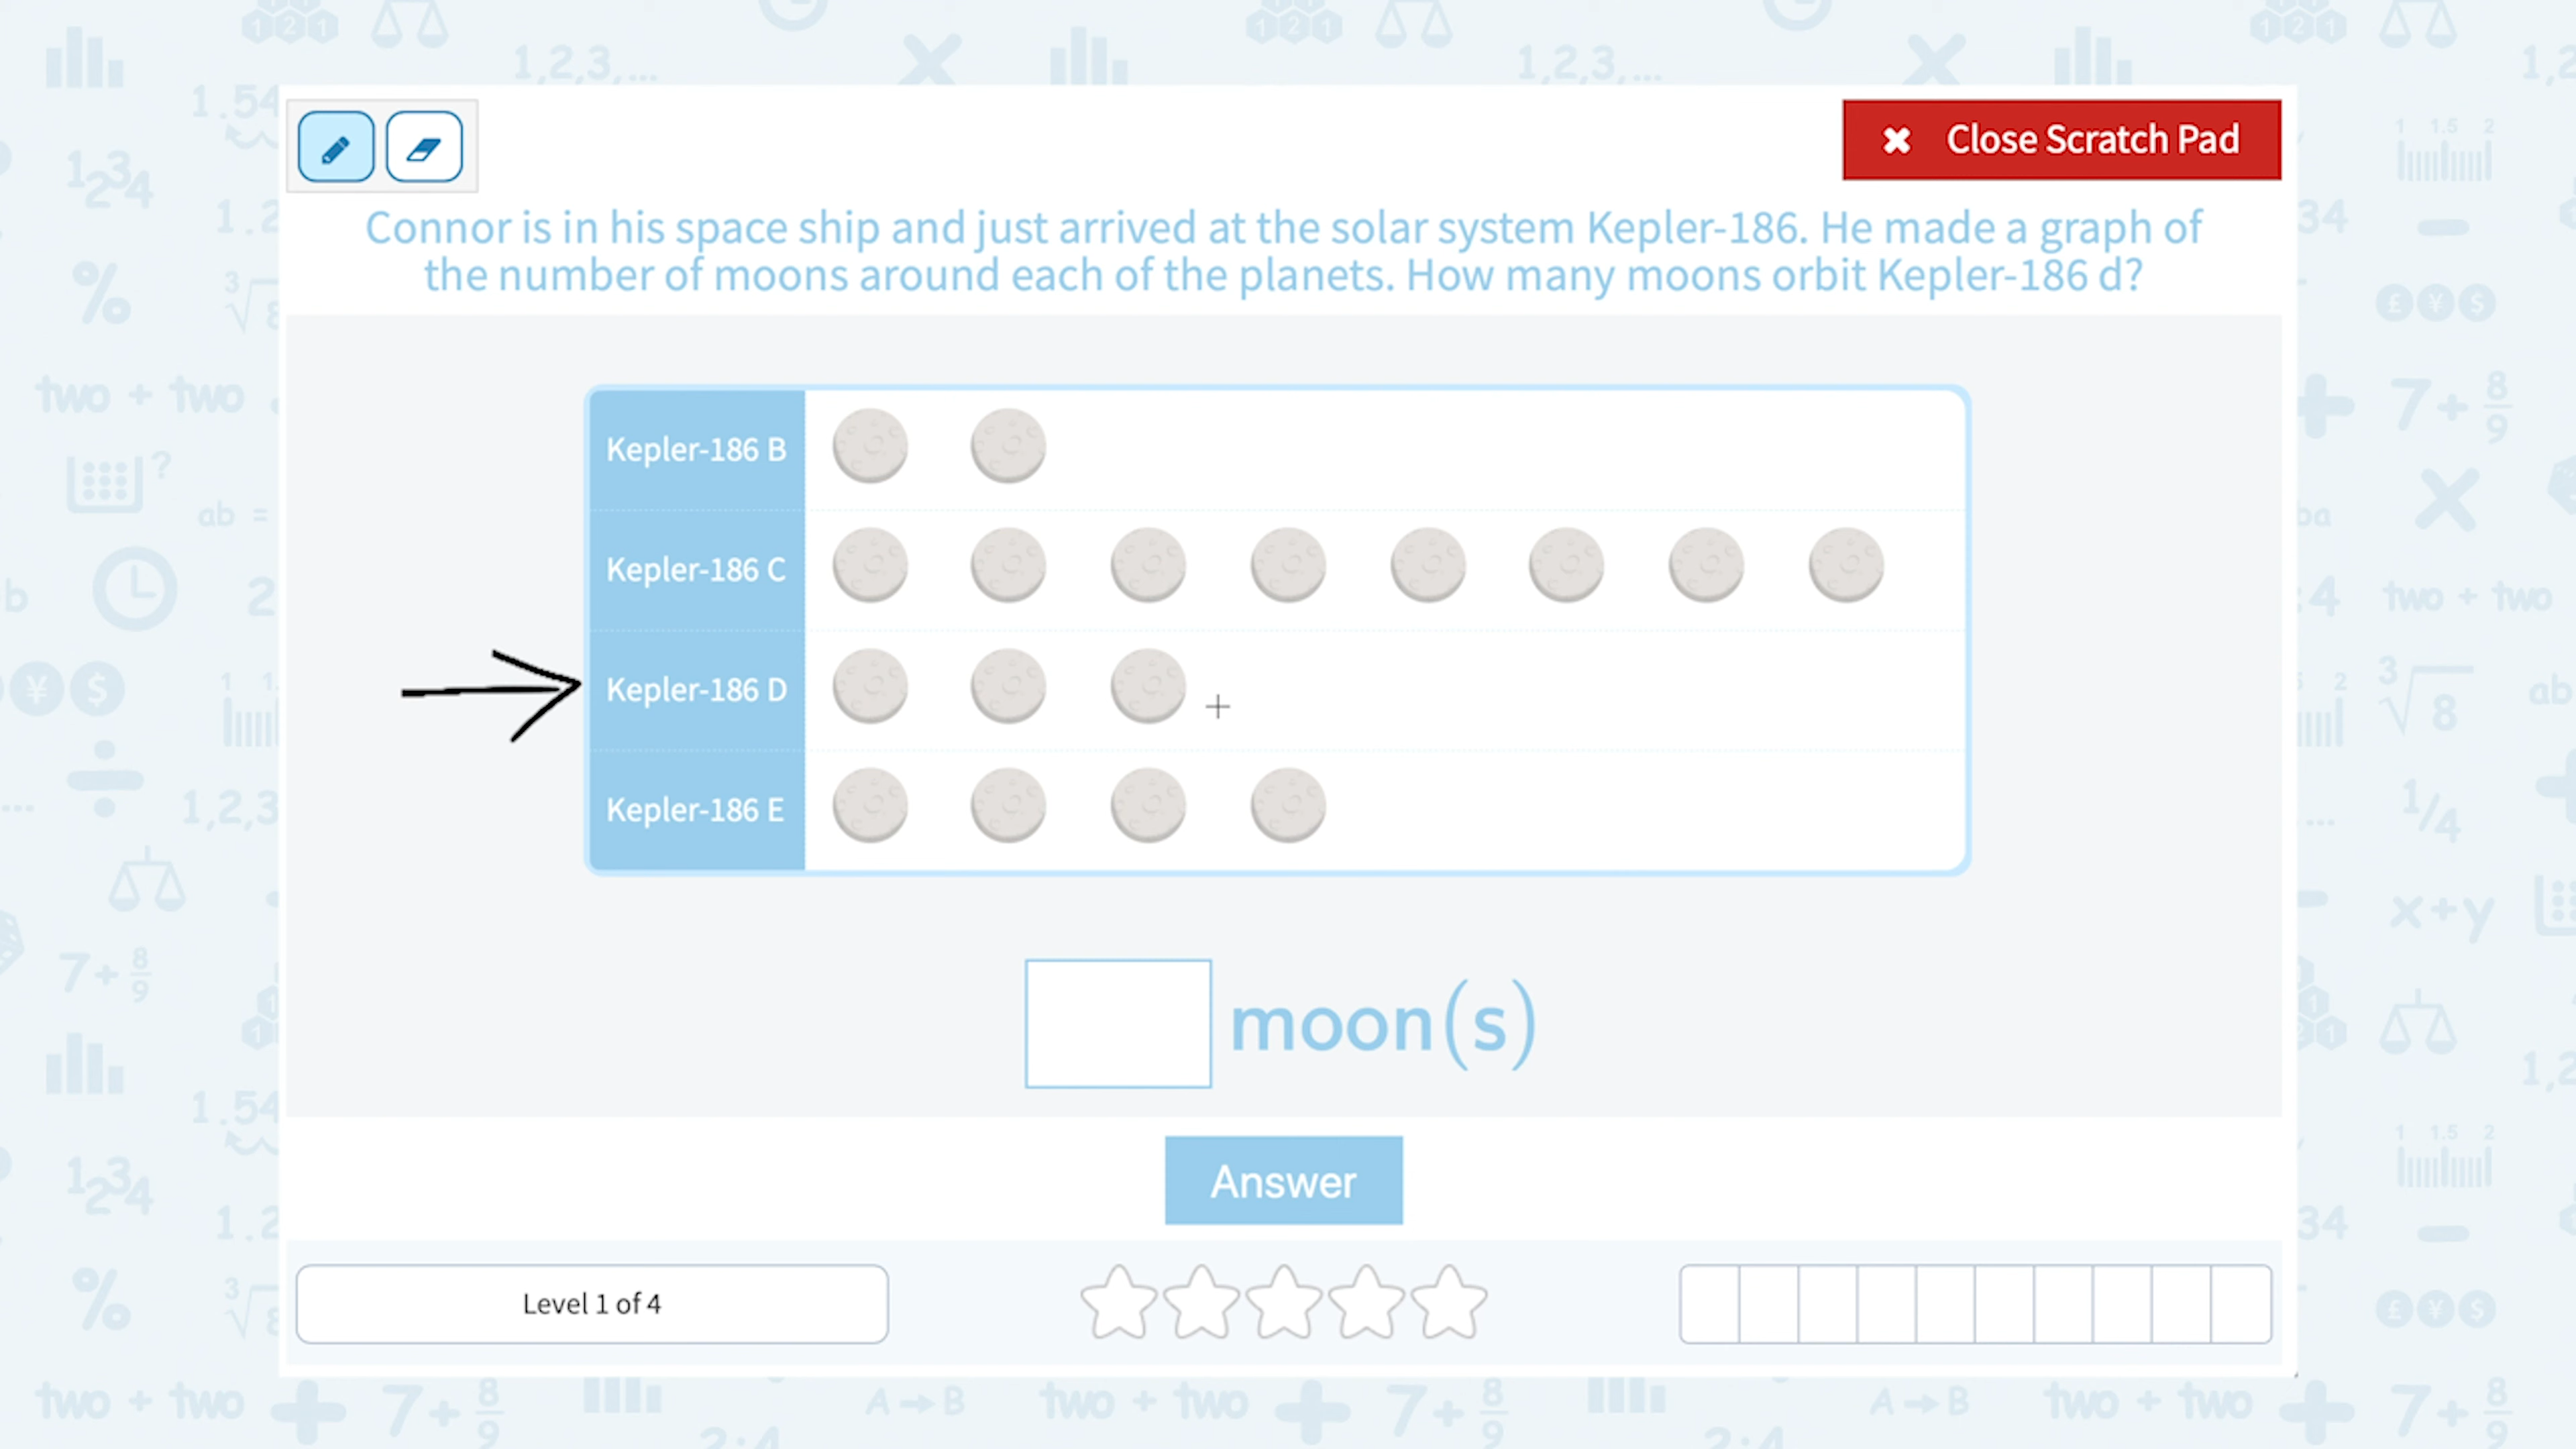 Close Scratch Pad
Connor is in his space ship and just arrived at the solar system Kepler-186. He made a graph of
the number of moons around each of the planets. How many moons orbit Kepler-186 d?
Kepler-186 B
Kepler-186 C
Kepler-186 D
Kepler-186 E
moon(s)
Answer
Level 1 of 4